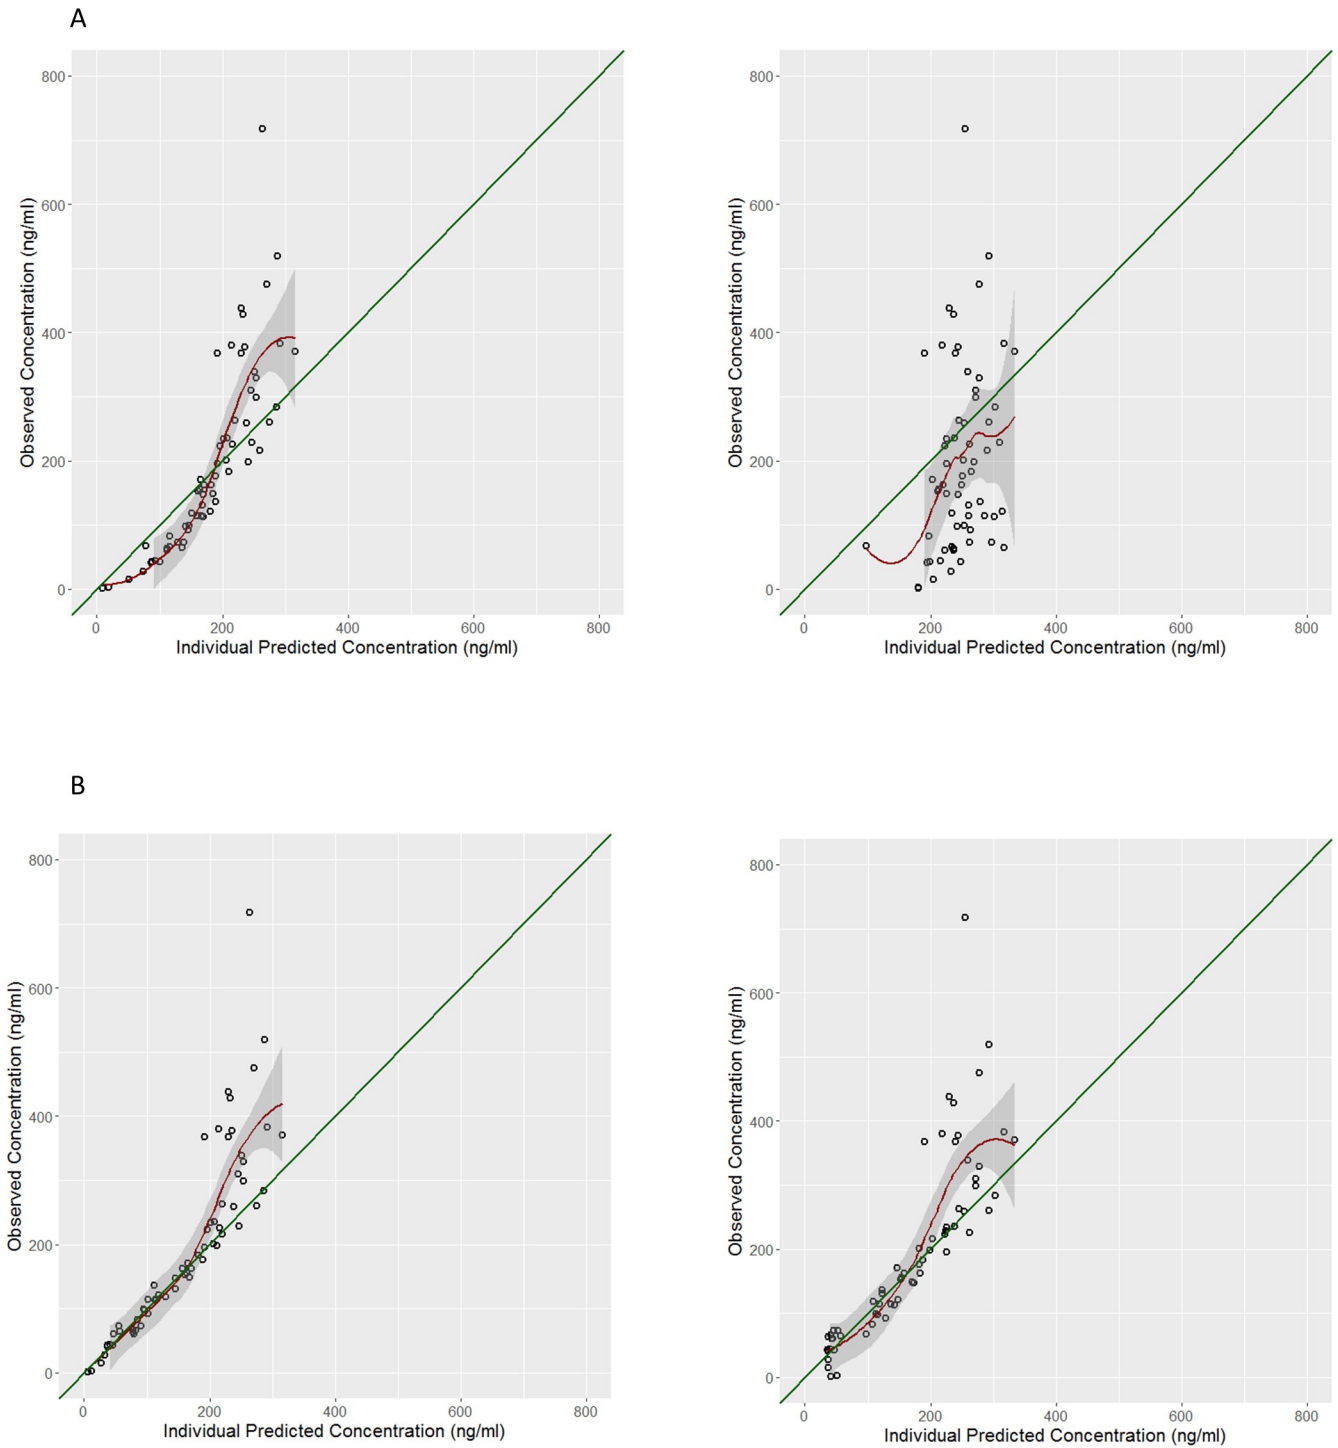 A
800
600
400
200
0
Observed Concentration (ng/ml)
0 200 400 600 800
Individual Predicted Concentration (ng/ml)
800
600
400
200
0
Observed Concentration (ng/ml)
0 200 400 600 800
Individual Predicted Concentration (ng/ml)
B
800
600
400
200
0
Observed Concentration (ng/ml)
0 200 400 600 800
Individual Predicted Concentration (ng/ml)
800
600
400
200
0
Observed Concentration (ng/ml)
0 200 400 600 800
Individual Predicted Concentration (ng/ml)